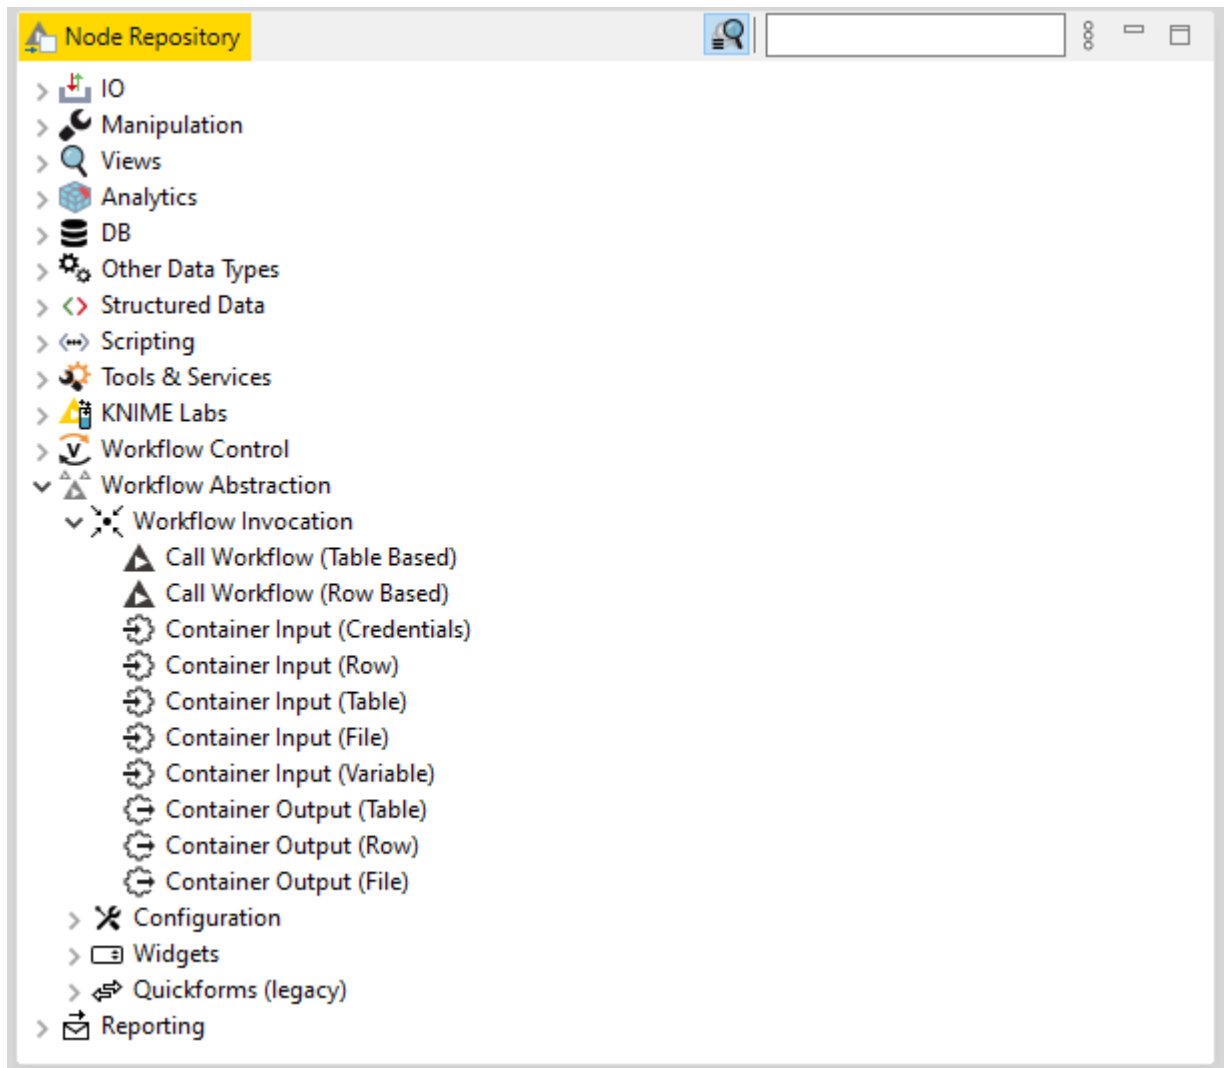 Node Repository
IO
Manipulation
Views
Analytics
DB
Other Data Types
Structured Data
Scripting
Tools & Services
KNIME Labs
Workflow Control
Workflow Abstraction
Workflow Invocation
Call Workflow (Table Based)
Call Workflow (Row Based)
Container Input (Credentials)
Container Input (Row)
Container Input (Table)
Container Input (File)
Container Input (Variable)
Container Output (Table)
Container Output (Row)
Container Output (File)
Configuration
Widgets
Quickforms (legacy)
Reporting